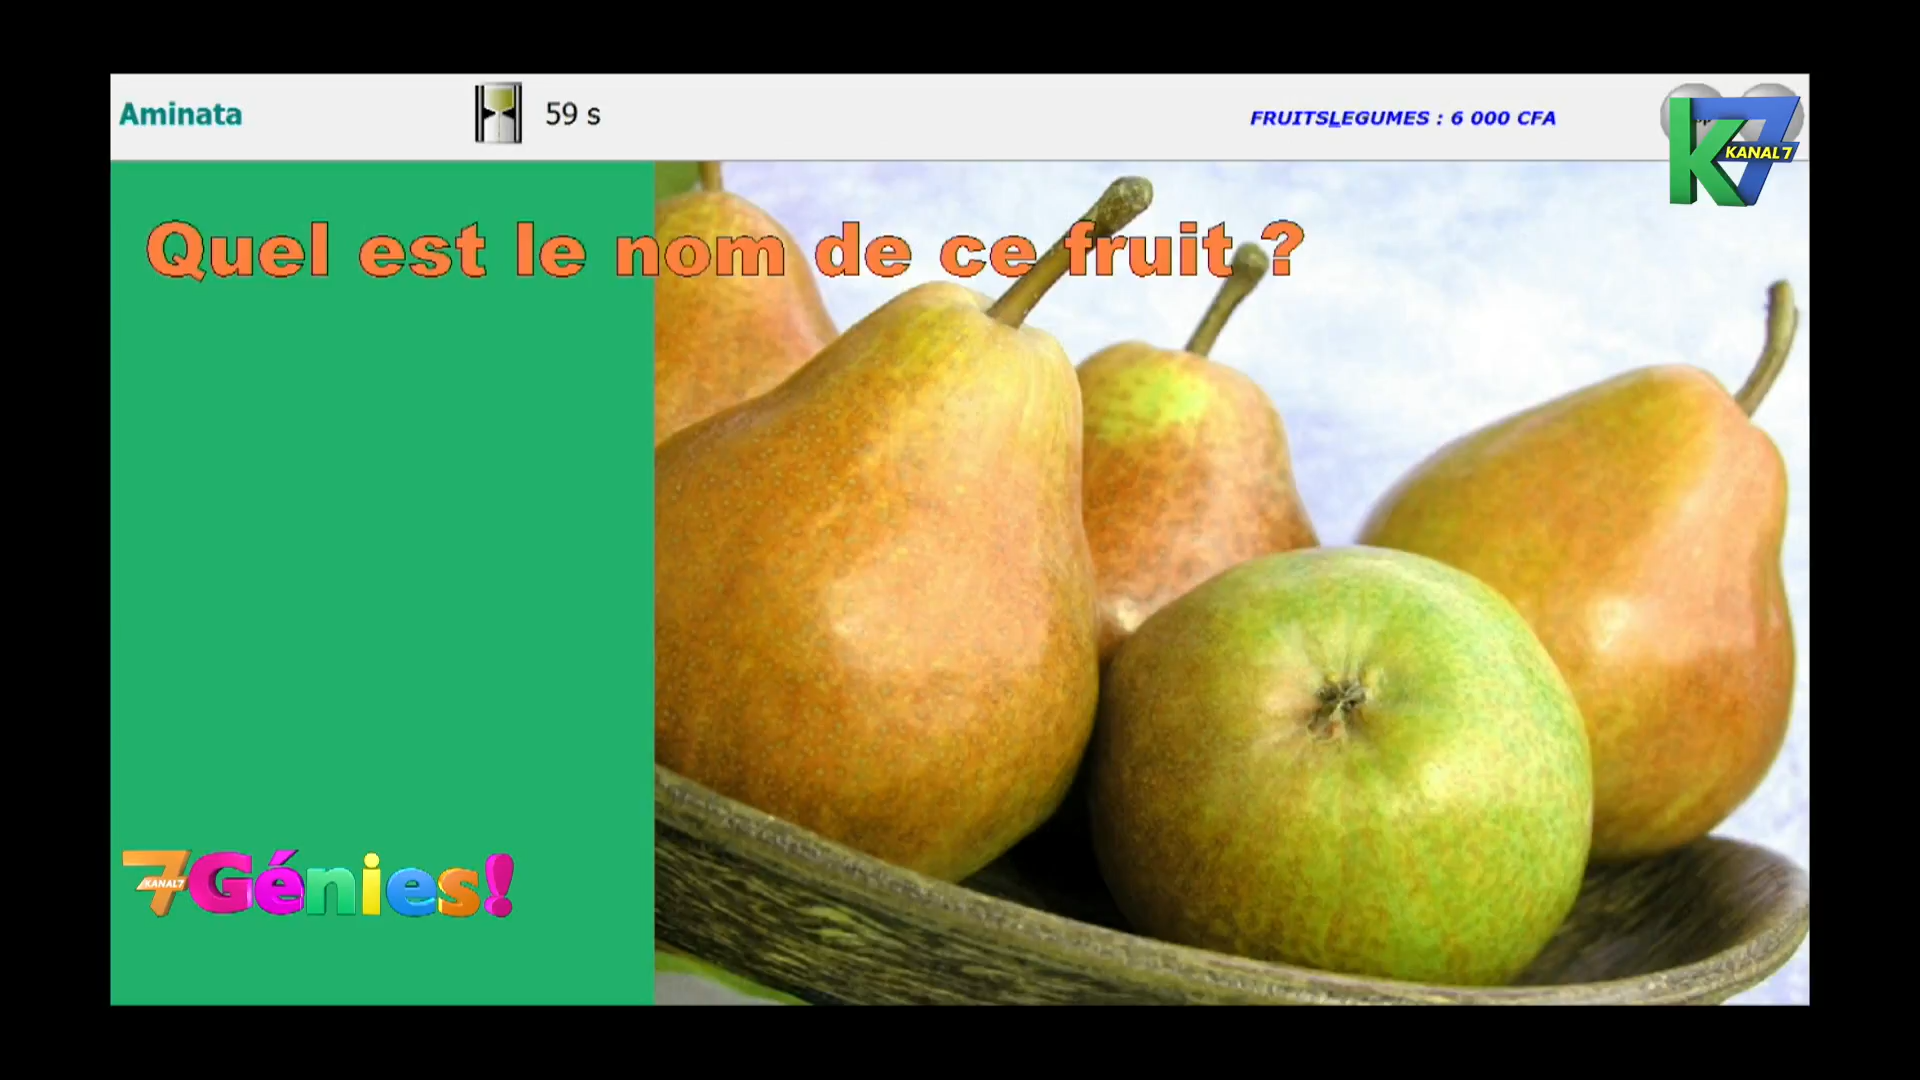 Aminata
59 s
FRUITSLEGUMES : 6 000 CFA
KANAL7
Quel est le nom de ce fruit ?
7 KANAL7 Génies!